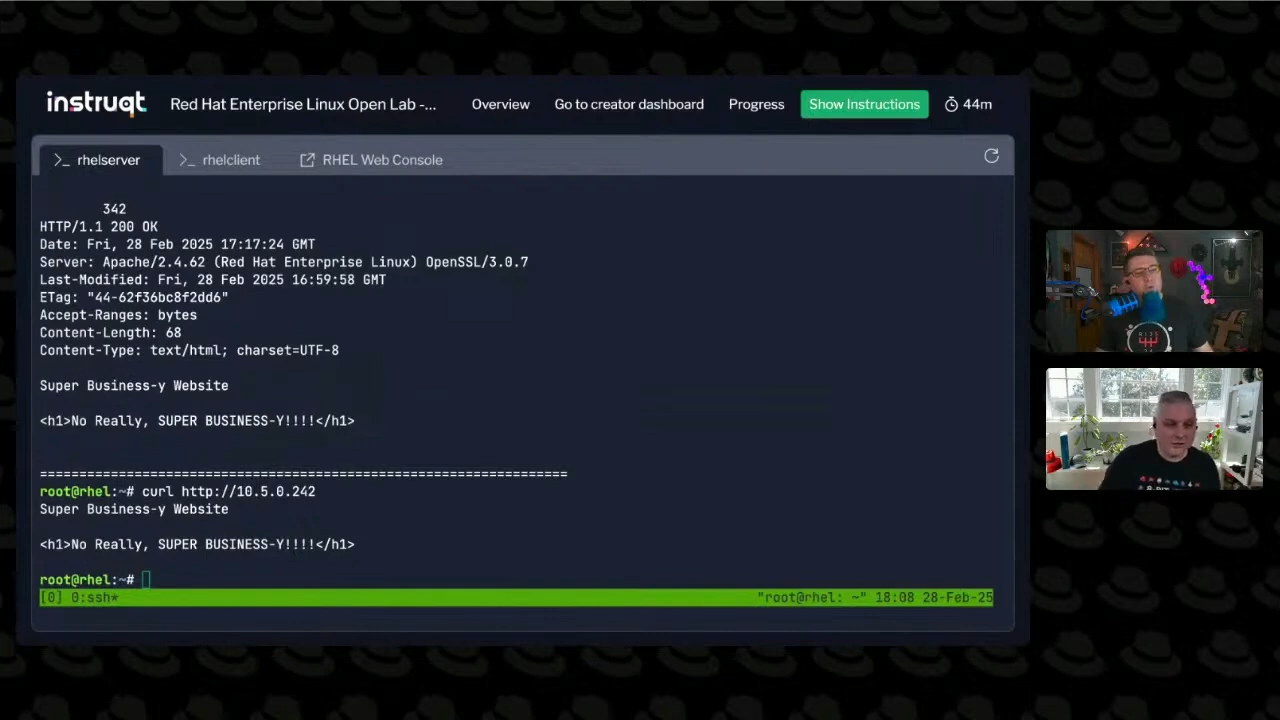 instruqt
Red Hat Enterprise Linux Open Lab -...
Overview
Go to creator dashboard
Progress
Show Instructions
44m
>_ rhelserver
>_ rhelclient
RHEL Web Console
342
HTTP/1.1 200 OK
Date: Fri, 28 Feb 2025 17:17:24 GMT
Server: Apache/2.4.62 (Red Hat Enterprise Linux) OpenSSL/3.0.7
Last-Modified: Fri, 28 Feb 2025 16:59:58 GMT
ETag: "44-62f36bc8f2dd6"
Accept-Ranges: bytes
Content-Length: 68
Content-Type: text/html; charset=UTF-8
Super Business-y Website
<h1>No Really, SUPER BUSINESS-Y!!!!</h1>
===================================================================
root@rhel:~# curl http://10.5.0.242
Super Business-y Website
<h1>No Really, SUPER BUSINESS-Y!!!!</h1>
root@rhel:~#
[0] 0:ssh*
"root@rhel: ~" 18:08 28-Feb-25